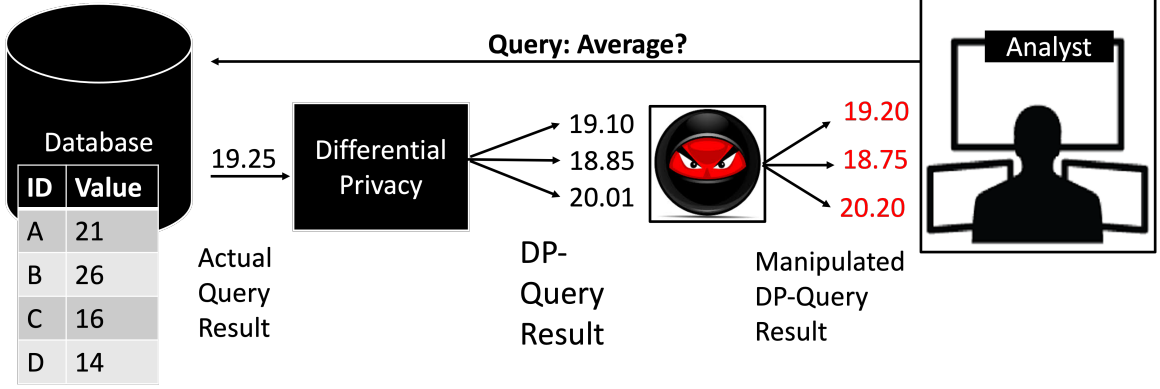 Query: Average?
Analyst
Database
ID Value
A 21
B 26
C 16
D 14
19.25
Actual
Query
Result
Differential
Privacy
19.10
18.85
20.01
DP-
Query
Result
19.20
18.75
20.20
Manipulated
DP-Query
Result